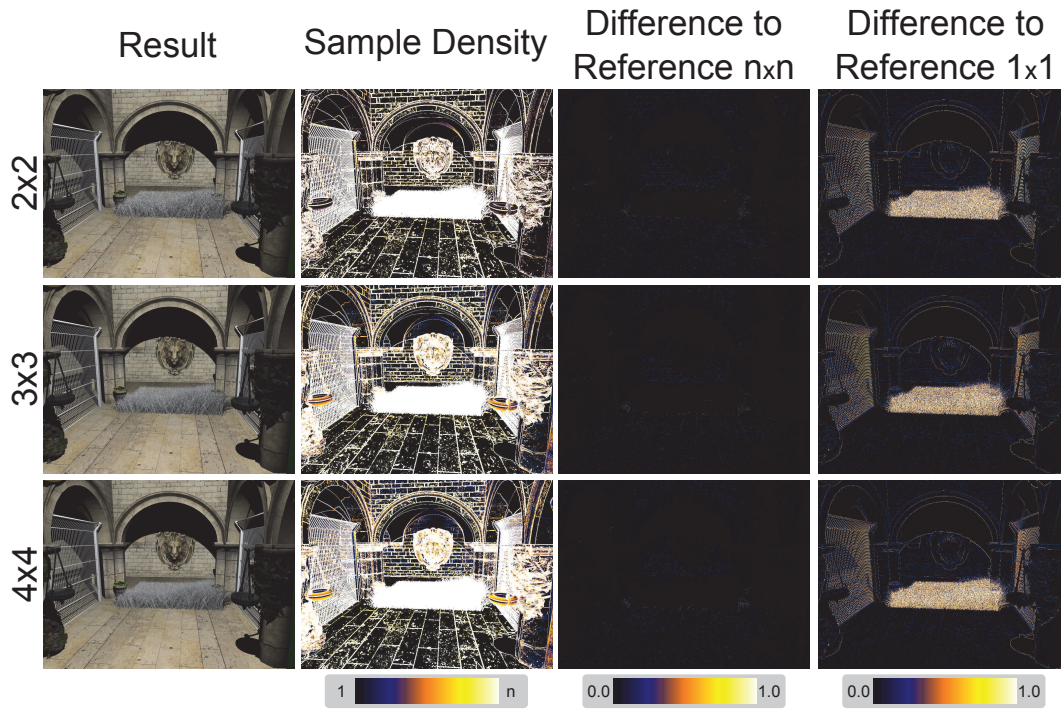 Result
Sample Density
Difference to
Reference nxn
Difference to
Reference 1x1
2x2
3x3
4x4
1 n
0.0 1.0
0.0 1.0